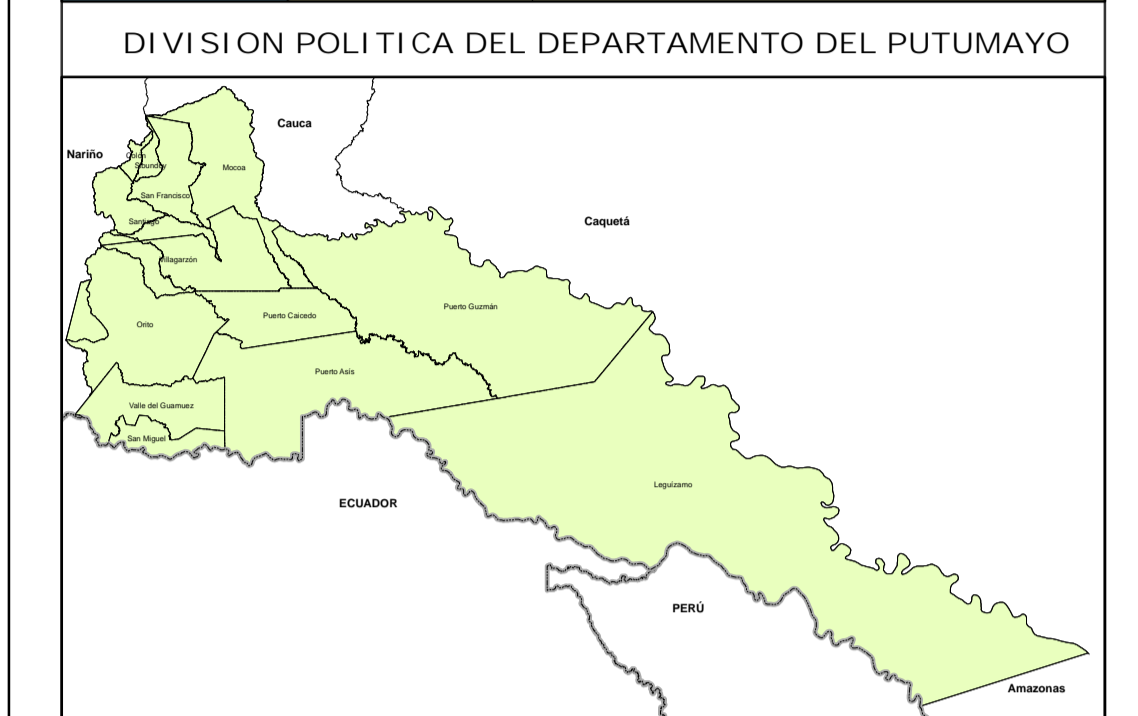 DIVISION POLITICA DEL DEPARTAMENTO DEL PUTUMAYO
Cauca
Nariño
Colón
Sibundoy
Mocoa
San Francisco
Santiago
Caquetá
Villagarzón
Puerto Guzmán
Puerto Caicedo
Orito
Puerto Asís
Valle del Guamuez
San Miguel
Leguízamo
ECUADOR
PERÚ
Amazonas